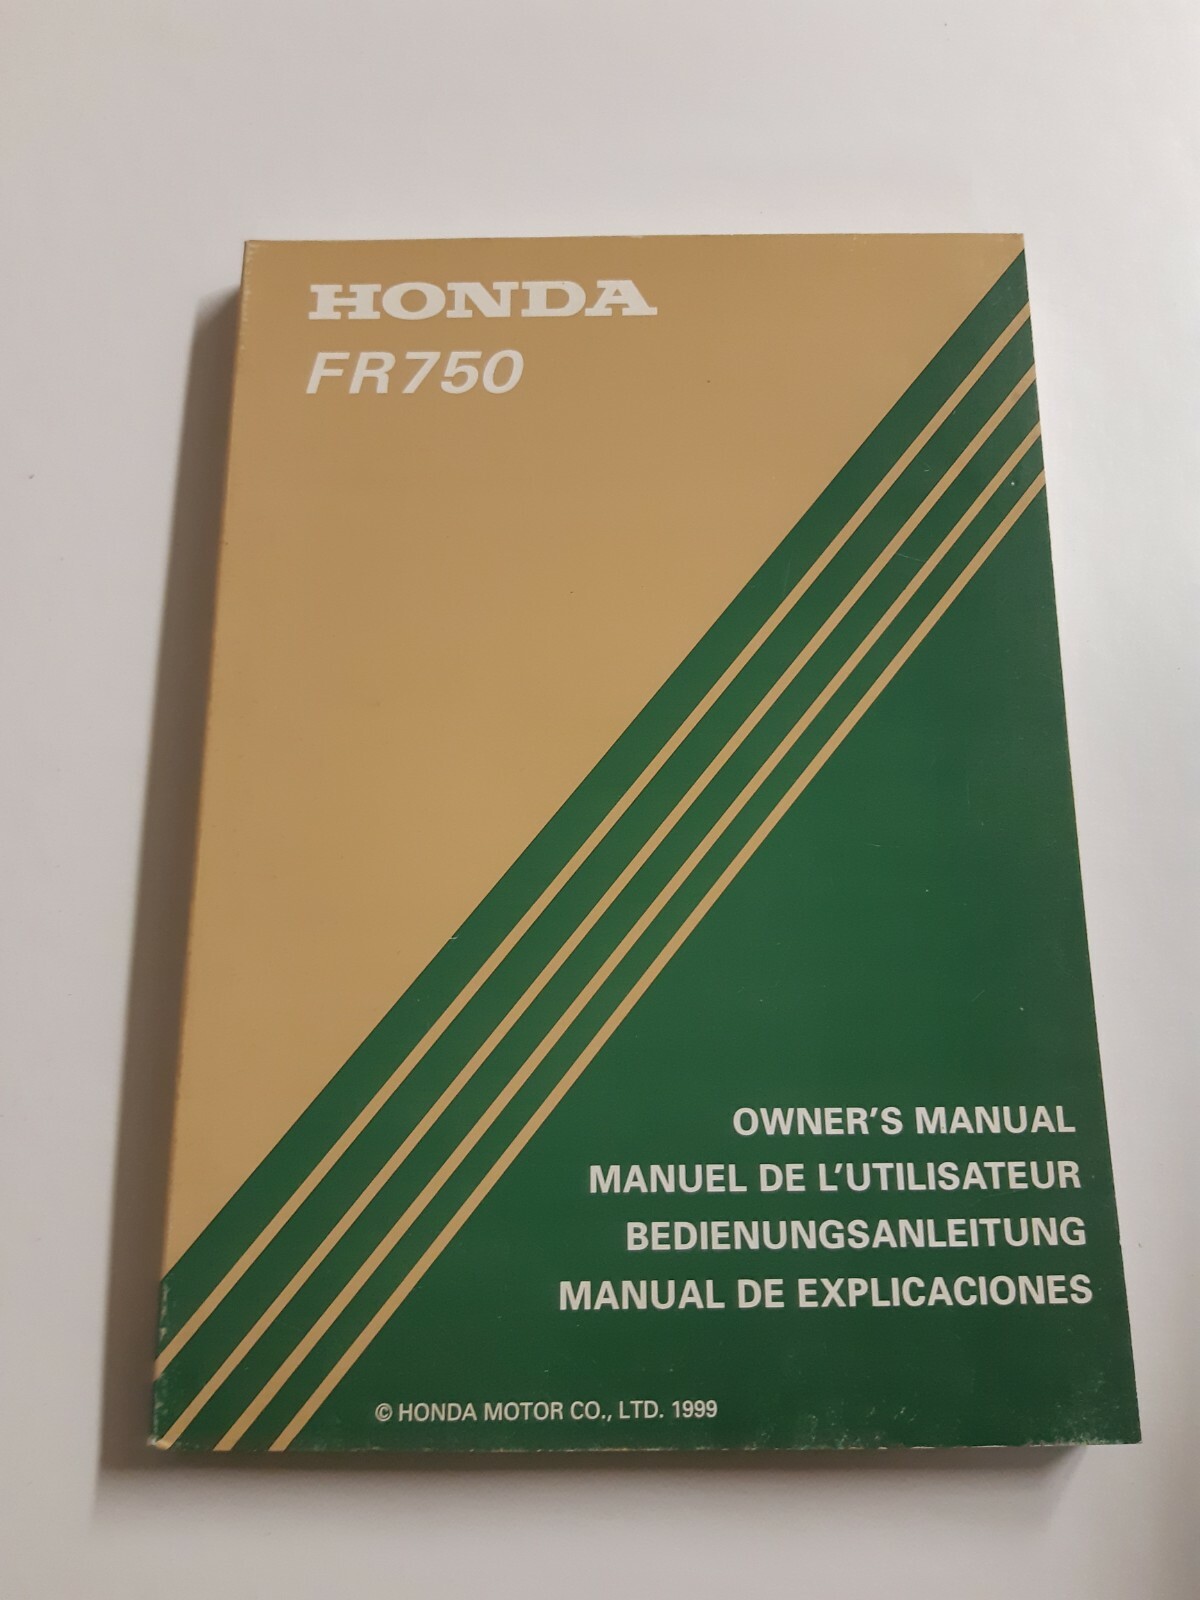 HONDA
FR750
OWNER'S MANUAL
MANUEL DE L'UTILISATEUR
BEDIENUNGSANLEITUNG
MANUAL DE EXPLICACIONES
© HONDA MOTOR CO., LTD. 1999